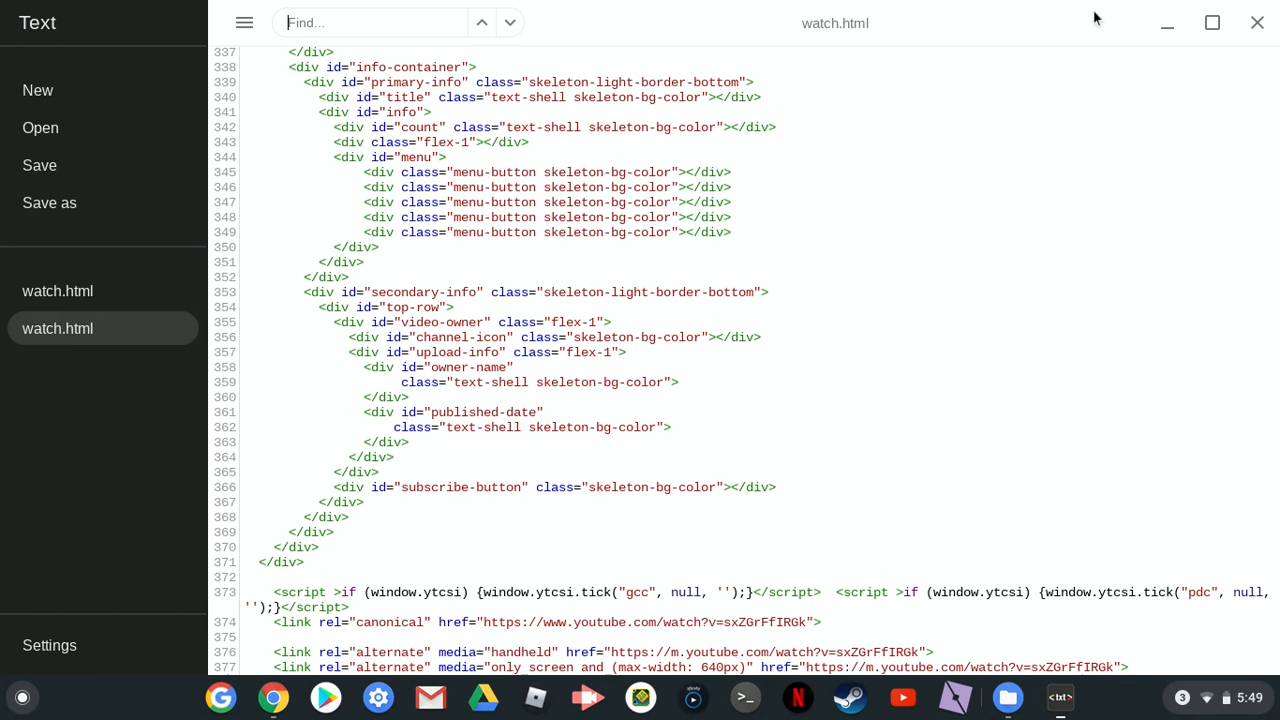 Text
Find...
watch.html
New
Open
Save
Save as
watch.html
watch.html
Settings
337 </div>
338 <div id="info-container">
339 <div id="primary-info" class="skeleton-light-border-bottom">
340 <div id="title" class="text-shell skeleton-bg-color"></div>
341 <div id="info">
342 <div id="count" class="text-shell skeleton-bg-color"></div>
343 <div class="flex-1"></div>
344 <div id="menu">
345 <div class="menu-button skeleton-bg-color"></div>
346 <div class="menu-button skeleton-bg-color"></div>
347 <div class="menu-button skeleton-bg-color"></div>
348 <div class="menu-button skeleton-bg-color"></div>
349 <div class="menu-button skeleton-bg-color"></div>
350 </div>
351 </div>
352 </div>
353 <div id="secondary-info" class="skeleton-light-border-bottom">
354 <div id="top-row">
355 <div id="video-owner" class="flex-1">
356 <div id="channel-icon" class="skeleton-bg-color"></div>
357 <div id="upload-info" class="flex-1">
358 <div id="owner-name"
359 class="text-shell skeleton-bg-color">
360 </div>
361 <div id="published-date"
362 class="text-shell skeleton-bg-color">
363 </div>
364 </div>
365 </div>
366 <div id="subscribe-button" class="skeleton-bg-color"></div>
367 </div>
368 </div>
369 </div>
370 </div>
371 </div>
372
373 <script >if (window.ytcsi) {window.ytcsi.tick("gcc", null, '');}</script> <script >if (window.ytcsi) {window.ytcsi.tick("pdc", null,
'');}</script>
374 <link rel="canonical" href="https://www.youtube.com/watch?v=sxZGrFfIRGk">
375
376 <link rel="alternate" media="handheld" href="https://m.youtube.com/watch?v=sxZGrFfIRGk">
377 <link rel="alternate" media="only screen and (max-width: 640px)" href="https://m.youtube.com/watch?v=sxZGrFfIRGk">
<txt>
3 5:49